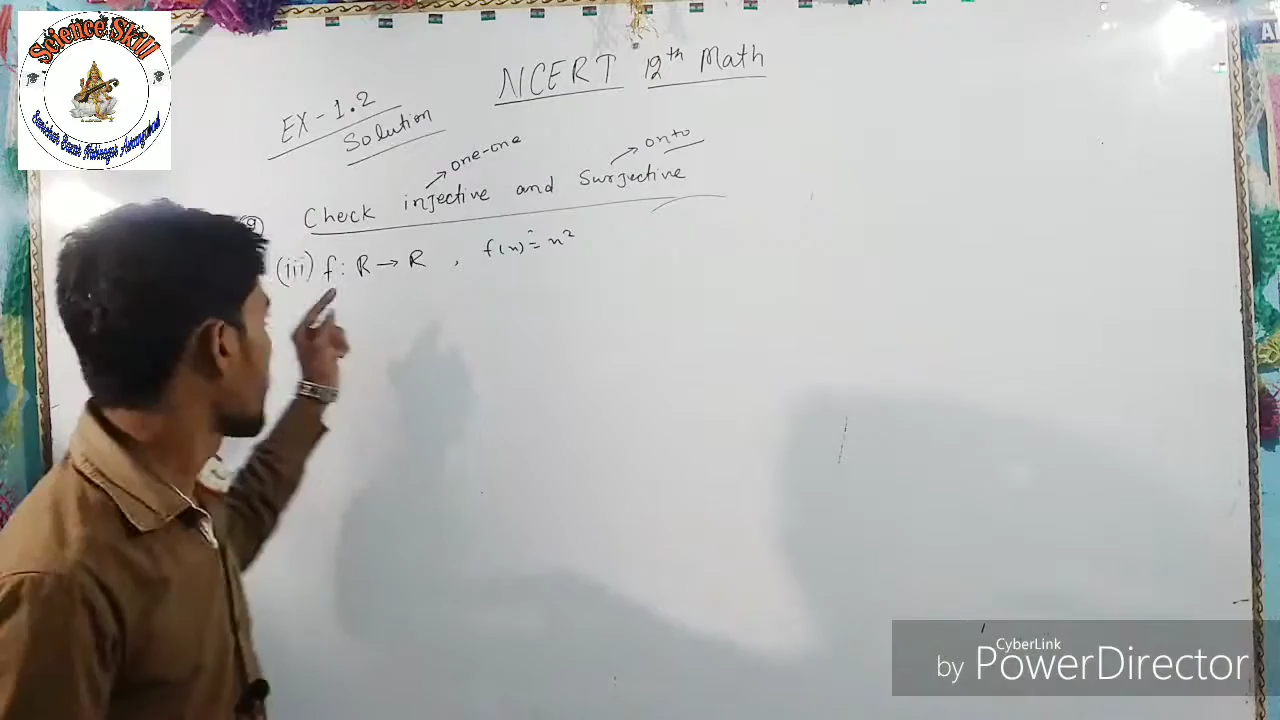 Science Skill
NCERT 12th Math
EX-1.2
Solution
one-one
onto
Check injective and Surjective
(iii) f: R → R , f(x) = x²
CyberLink
by PowerDirector